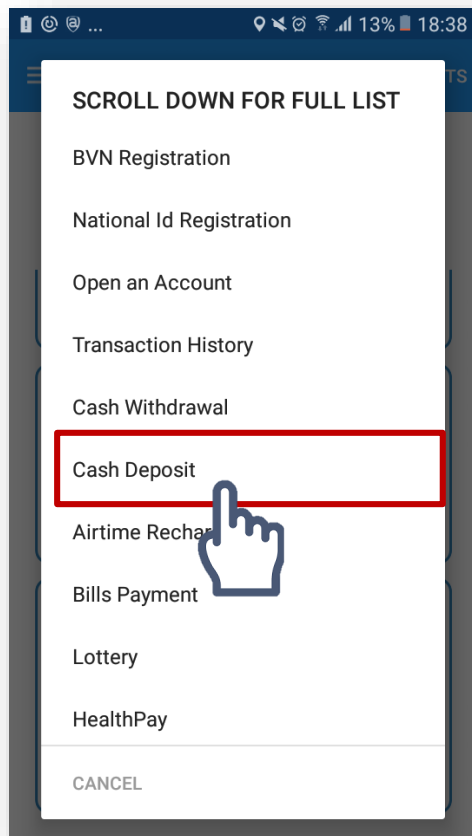 ... 13% 18:38
TS
SCROLL DOWN FOR FULL LIST
BVN Registration
National Id Registration
Open an Account
Transaction History
Cash Withdrawal
Cash Deposit
Airtime Rechar
Bills Payment
Lottery
HealthPay
CANCEL